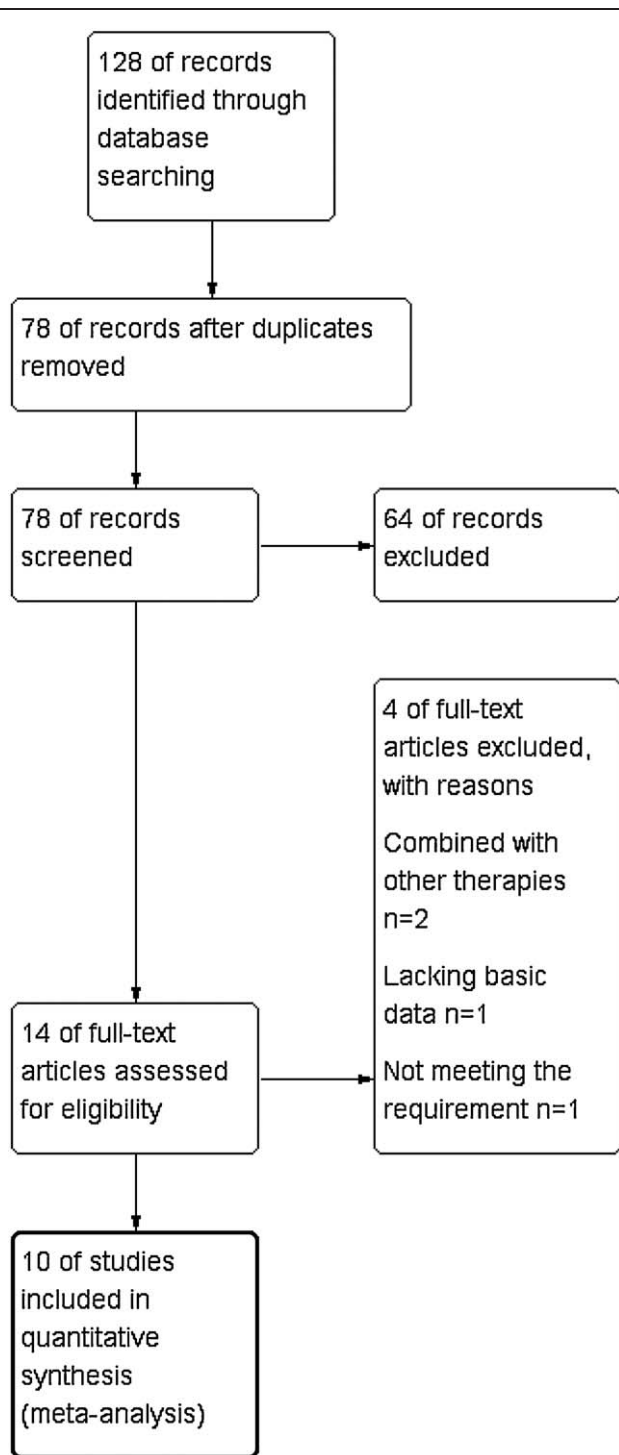 128 of records
identified through
database
searching
78 of records after duplicates
removed
78 of records
screened
64 of records
excluded
4 of full-text
articles excluded,
with reasons
Combined with
other therapies
n=2
Lacking basic
data n=1
Not meeting the
requirement n=1
14 of full-text
articles assessed
for eligibility
10 of studies
included in
quantitative
synthesis
(meta-analysis)